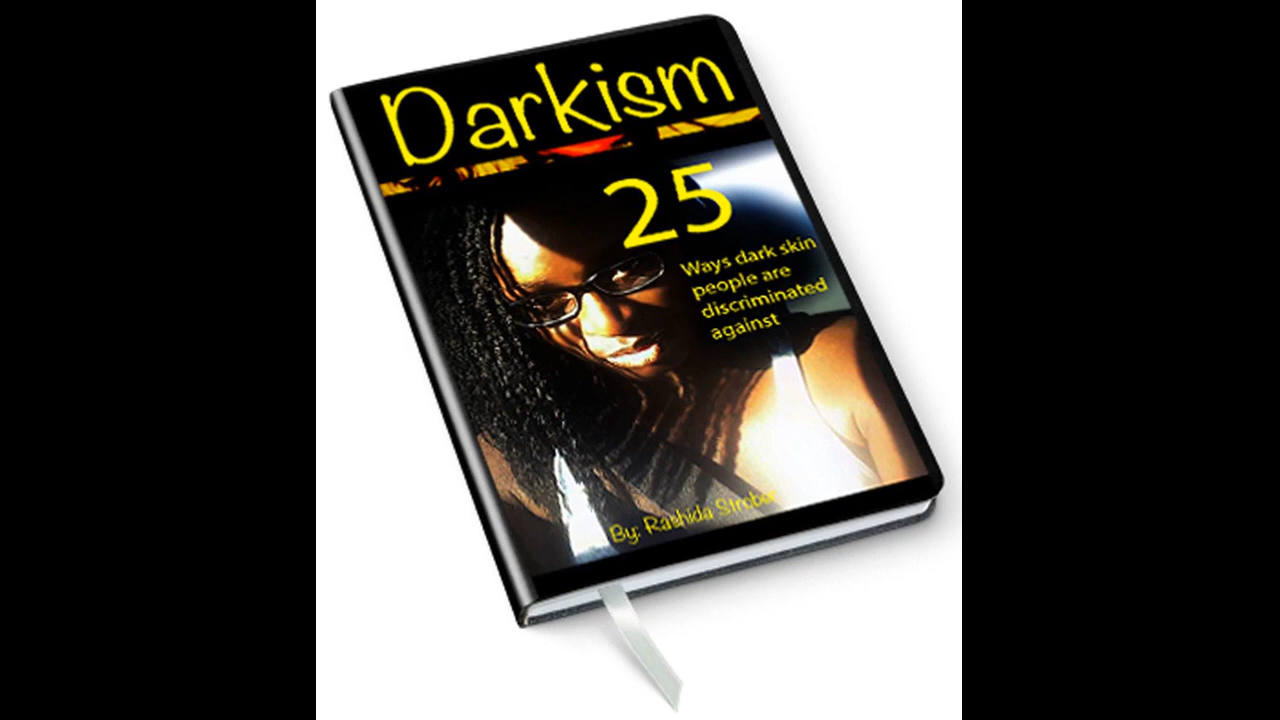 Darkism
25
Ways dark skin
people are
discriminated
against
By: Rashida Strober